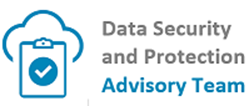 Data Security
and Protection
Advisory Team